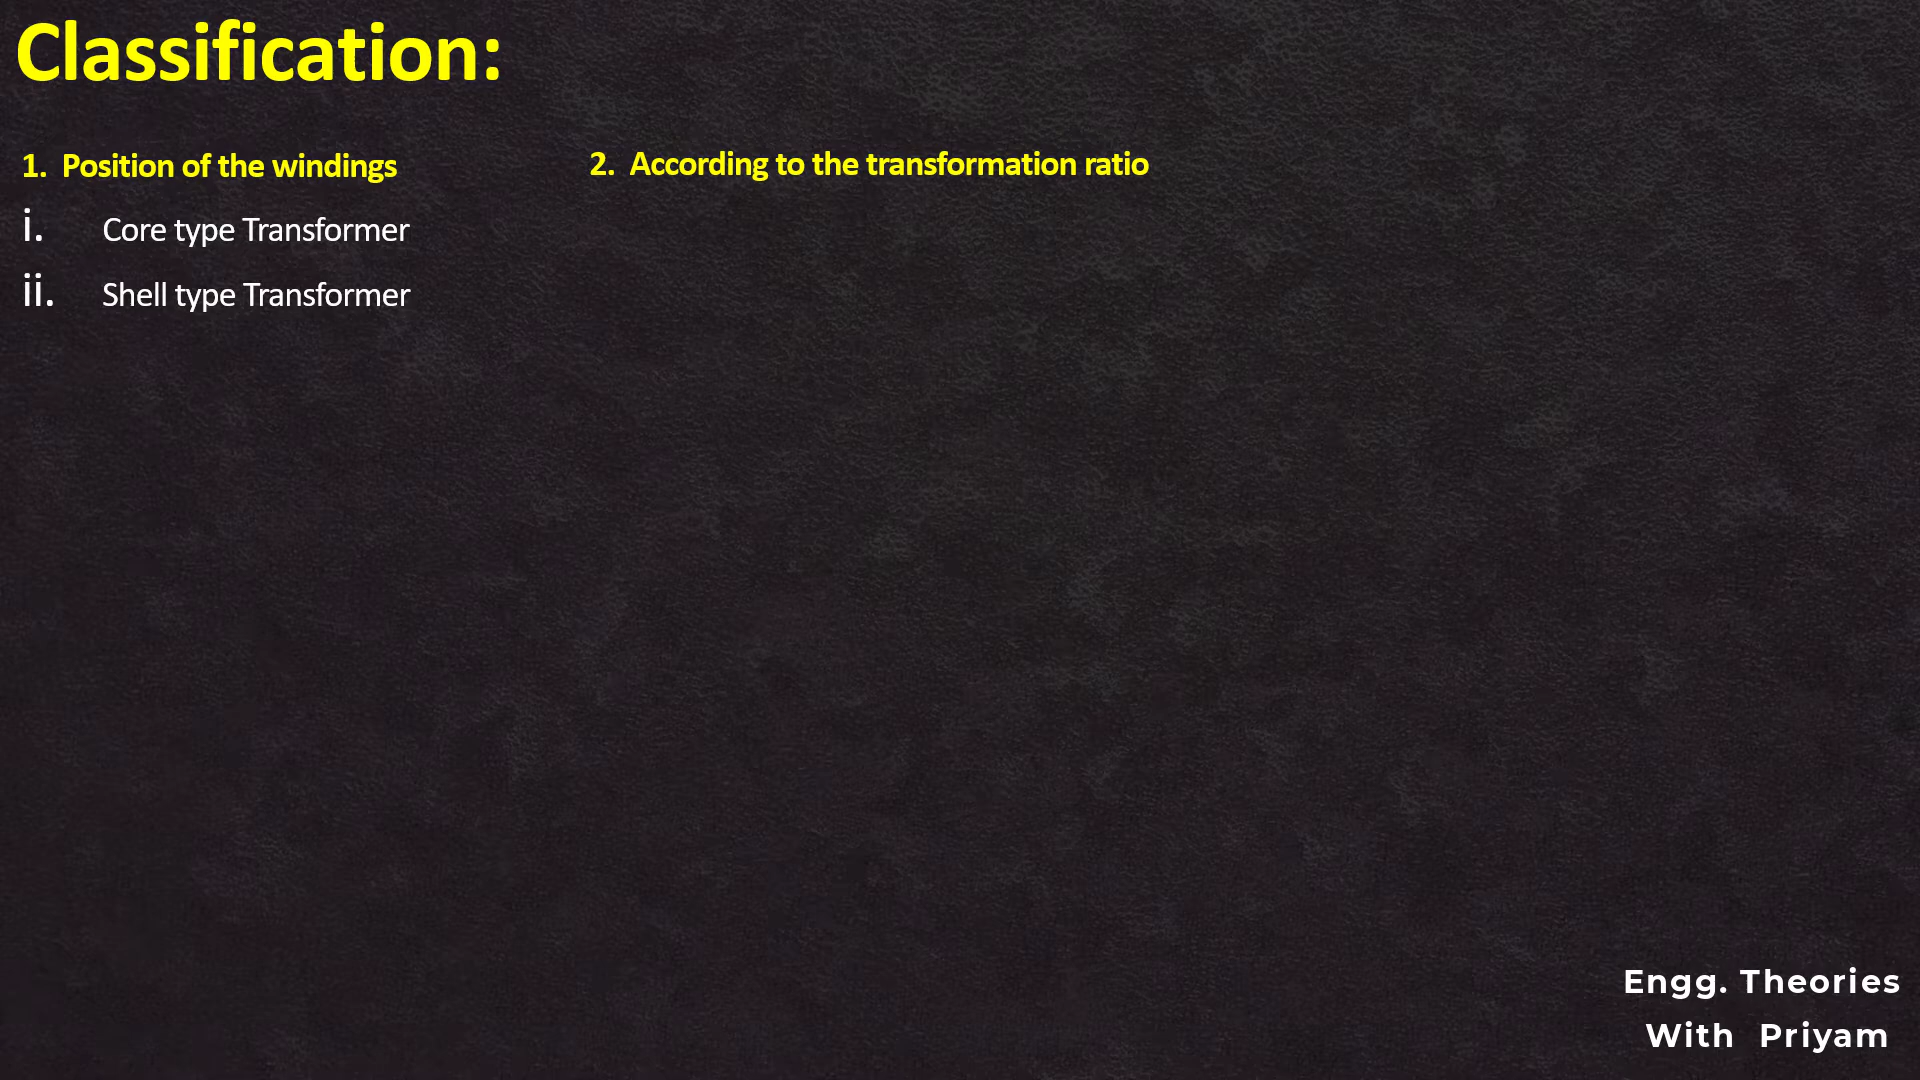 Classification:
1. Position of the windings
i. Core type Transformer
ii. Shell type Transformer
2. According to the transformation ratio
Engg. Theories
With Priyam